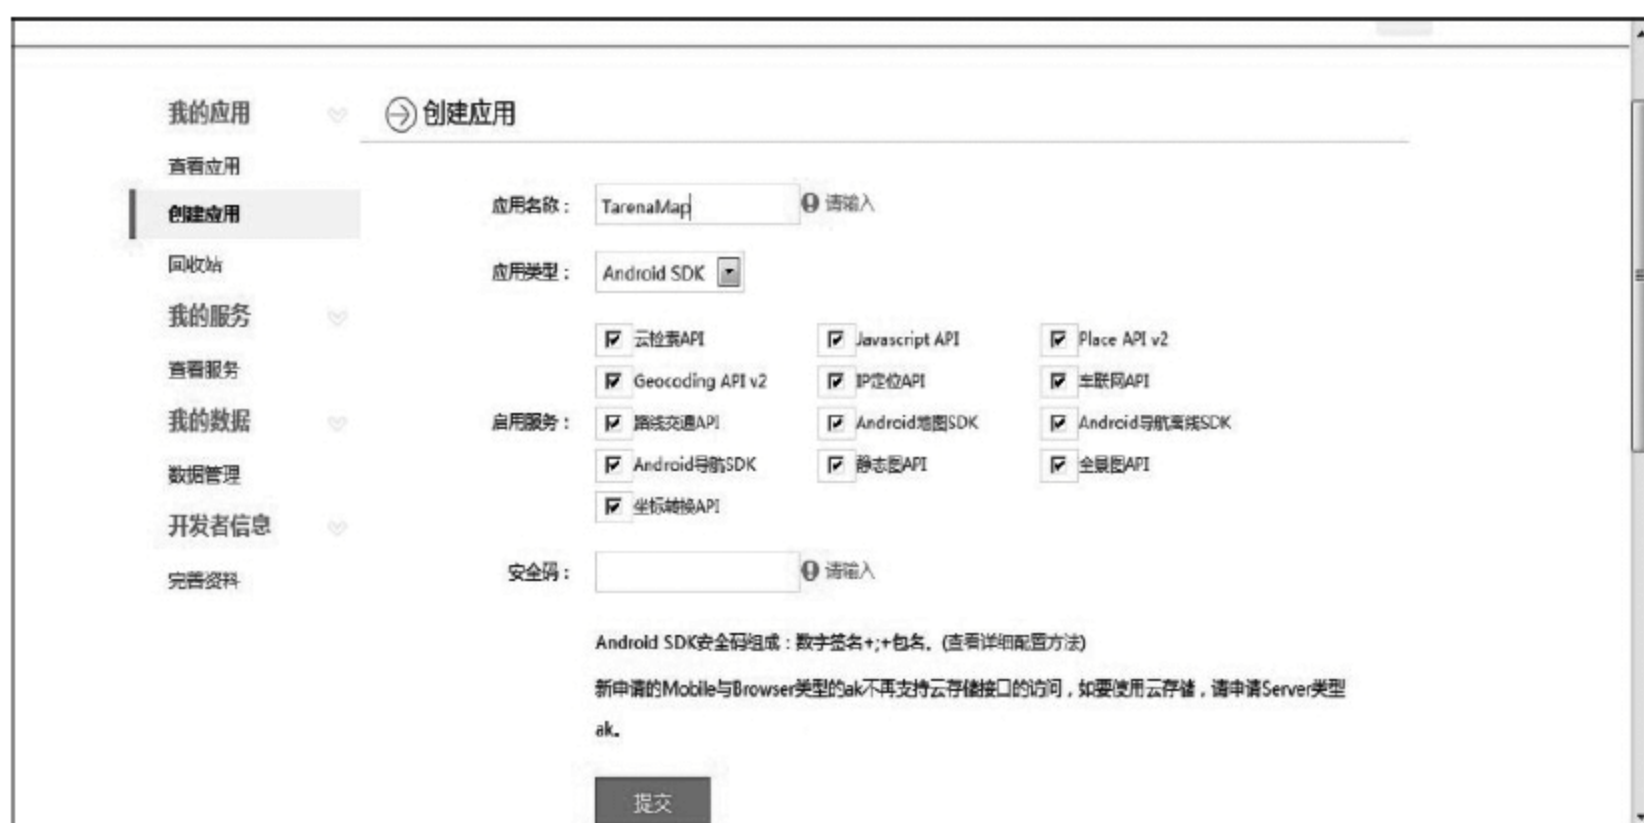 我的应用
查看应用
创建应用
回收站
我的服务
查看服务
我的数据
数据管理
开发者信息
完善资料
创建应用
应用名称： TarenaMap 请输入
应用类型： Android SDK
启用服务：
云检索API Javascript API Place API v2
Geocoding API v2 IP定位API 车联网API
路线交通API Android地图SDK Android导航离线SDK
Android导航SDK 静态图API 全景图API
坐标转换API
安全码： 请输入
Android SDK安全码组成：数字签名+;+包名。(查看详细配置方法)
新申请的Mobile与Browser类型的ak不再支持云存储接口的访问，如要使用云存储，请申请Server类型
ak。
提交